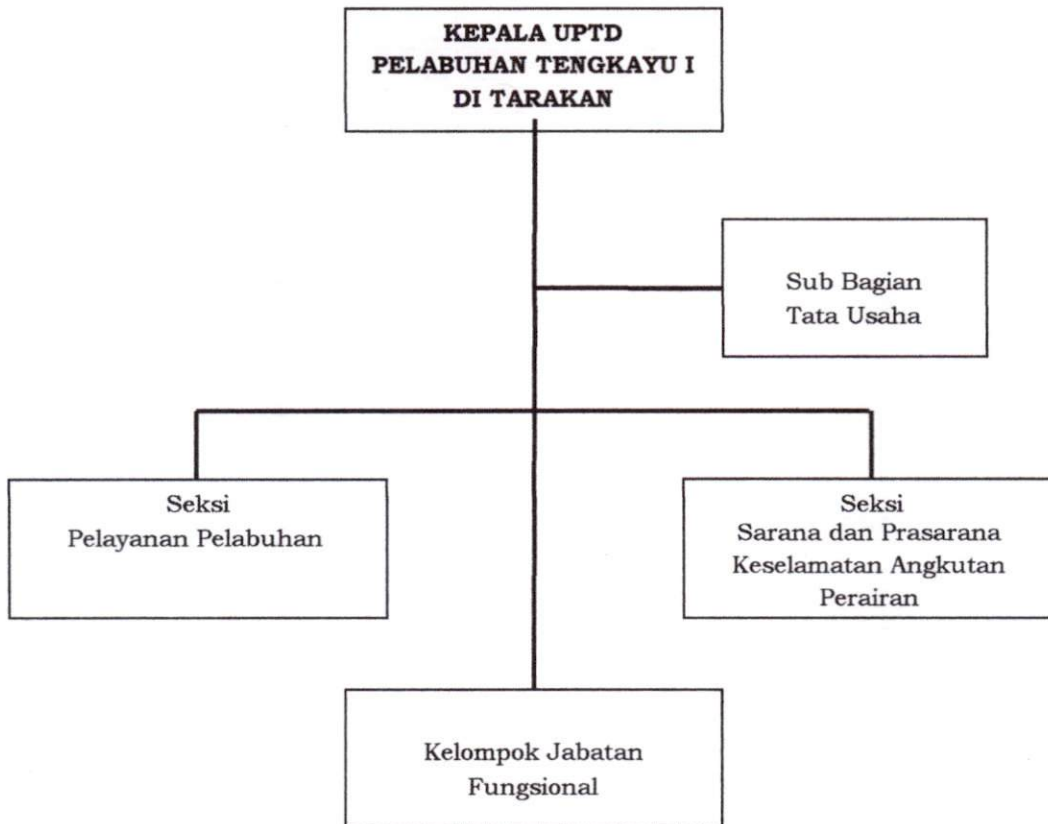 KEPALA UPTD
PELABUHAN TENGKAYU I
DI TARAKAN
Sub Bagian
Tata Usaha
Seksi
Pelayanan Pelabuhan
Seksi
Sarana dan Prasarana
Keselamatan Angkutan
Perairan
Kelompok Jabatan
Fungsional